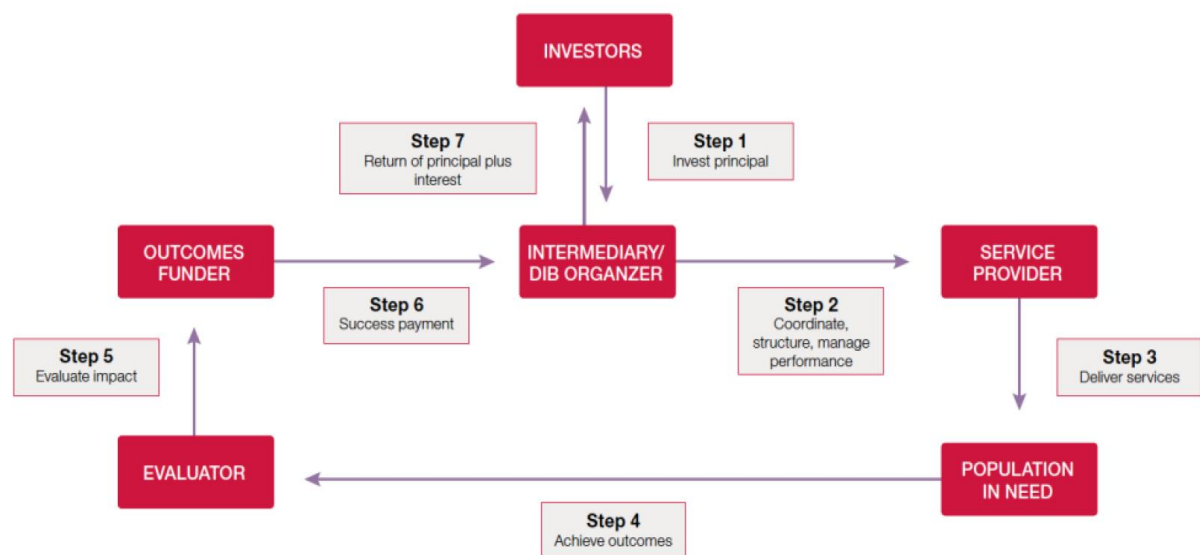 INVESTORS
Step 7
Return of principal plus
interest
Step 1
Invest principal
OUTCOMES
FUNDER
INTERMEDIARY/
DIB ORGANZER
SERVICE
PROVIDER
Step 6
Success payment
Step 2
Coordinate,
structure, manage
performance
Step 5
Evaluate impact
Step 3
Deliver services
EVALUATOR
POPULATION
IN NEED
Step 4
Achieve outcomes